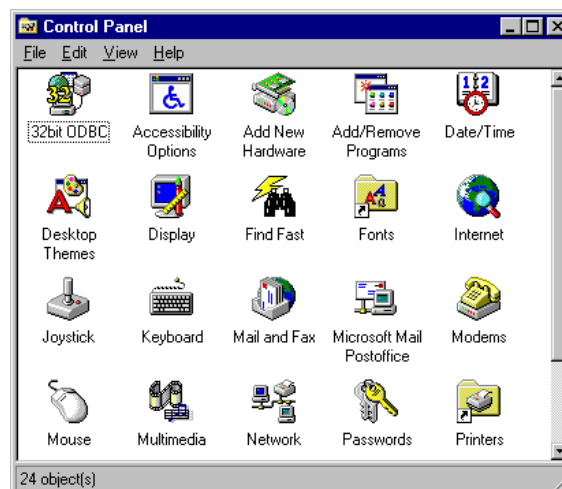 Control Panel
File Edit View Help
32bit ODBC Accessibility Options Add New Hardware Add/Remove Programs Date/Time
Desktop Themes Display Find Fast Fonts Internet
Joystick Keyboard Mail and Fax Microsoft Mail Postoffice Modems
Mouse Multimedia Network Passwords Printers
24 object(s)